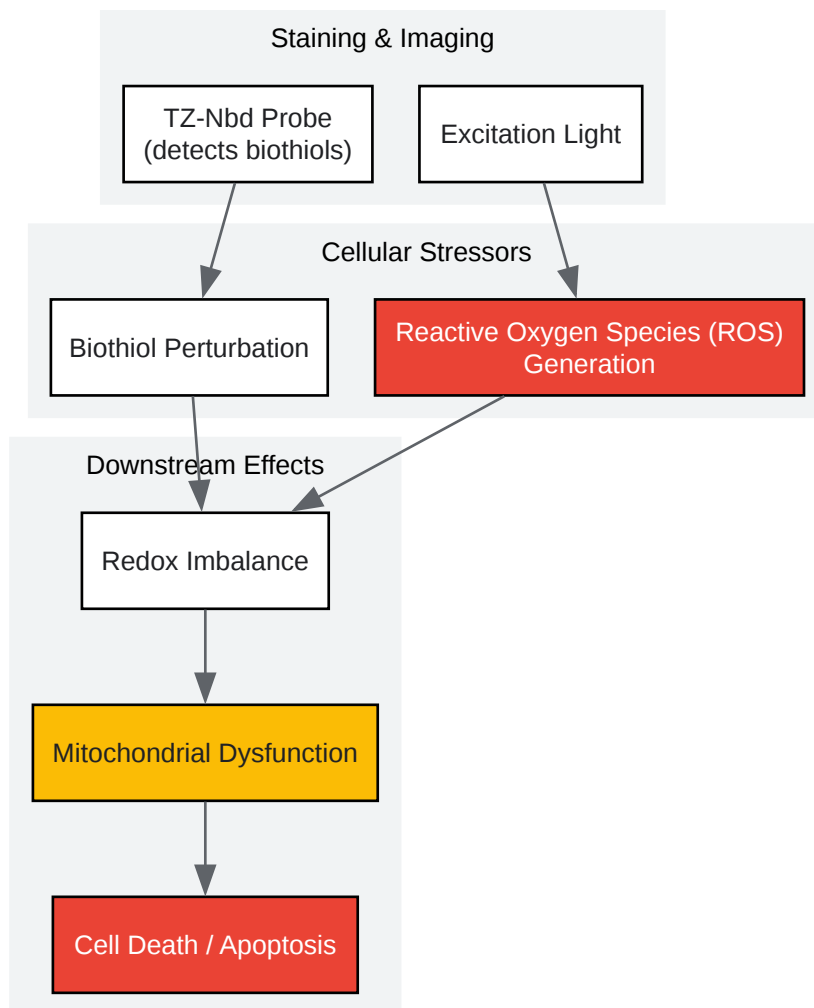 Staining & Imaging
TZ-Nbd Probe
(detects biothiols)
Excitation Light
Cellular Stressors
Biothiol Perturbation
Reactive Oxygen Species (ROS)
Generation
Downstream Effects
Redox Imbalance
Mitochondrial Dysfunction
Cell Death / Apoptosis